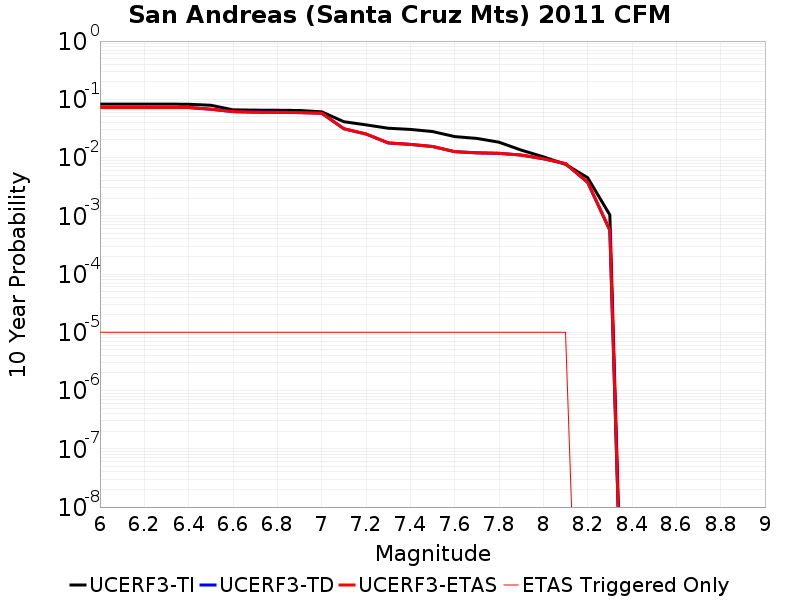 San Andreas (Santa Cruz Mts) 2011 CFM
10 Year Probability
10^0
10^-1
10^-2
10^-3
10^-4
10^-5
10^-6
10^-7
10^-8
6 6.2 6.4 6.6 6.8 7 7.2 7.4 7.6 7.8 8 8.2 8.4 8.6 8.8 9
Magnitude
UCERF3-TI UCERF3-TD UCERF3-ETAS ETAS Triggered Only